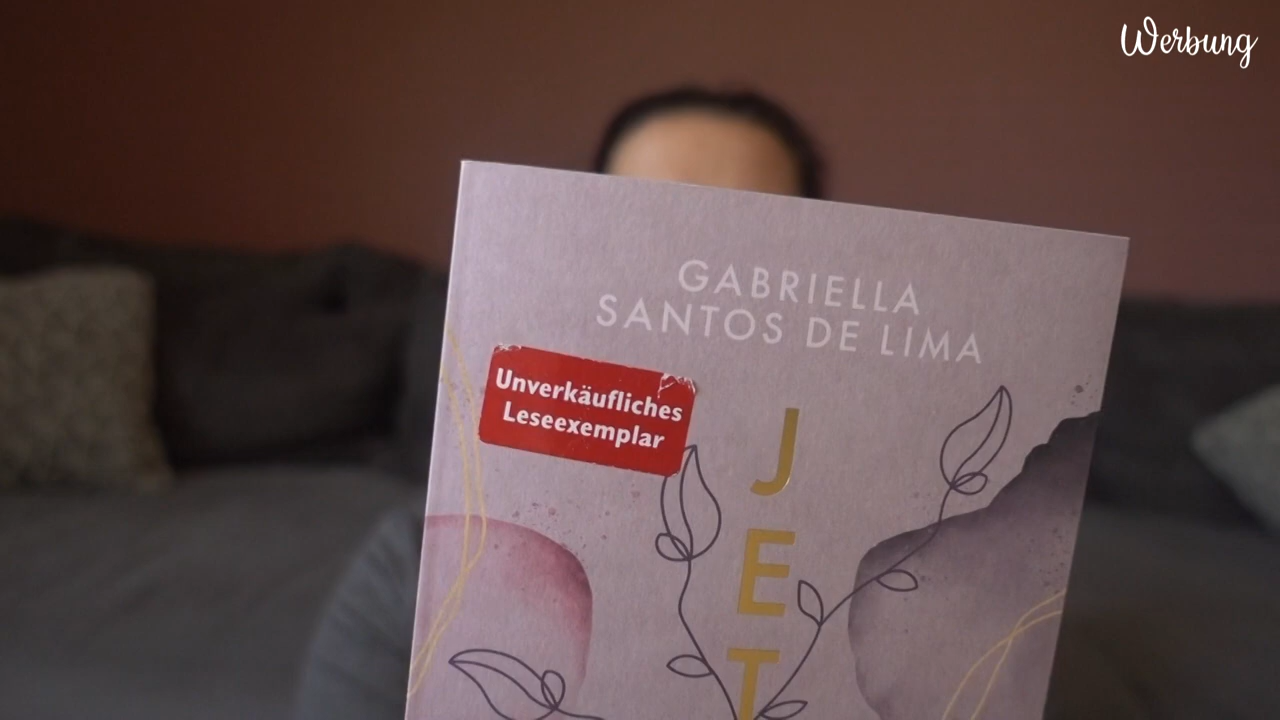 Werbung
GABRIELLA
SANTOS DE LIMA
Unverkäufliches
Leseexemplar
J
E
T